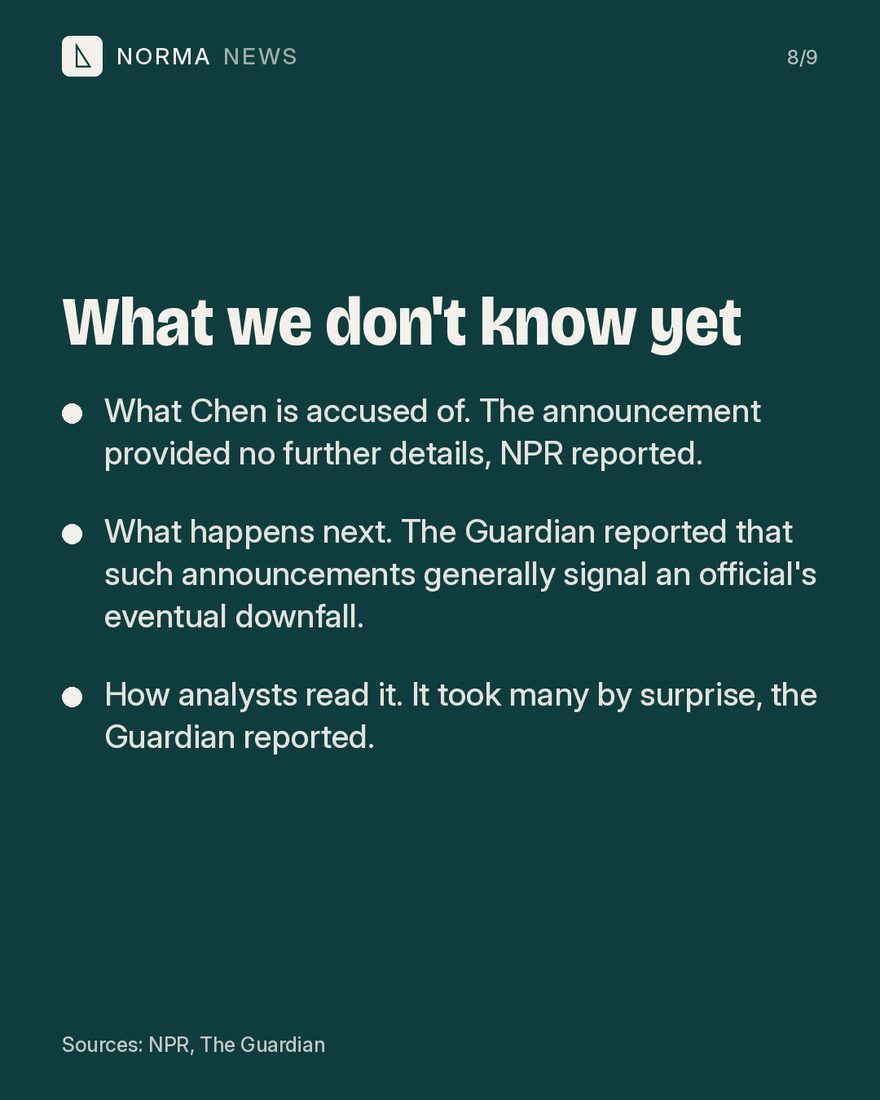 NORMA NEWS
8/9
What we don't know yet
What Chen is accused of. The announcement
provided no further details, NPR reported.
What happens next. The Guardian reported that
such announcements generally signal an official's
eventual downfall.
How analysts read it. It took many by surprise, the
Guardian reported.
Sources: NPR, The Guardian